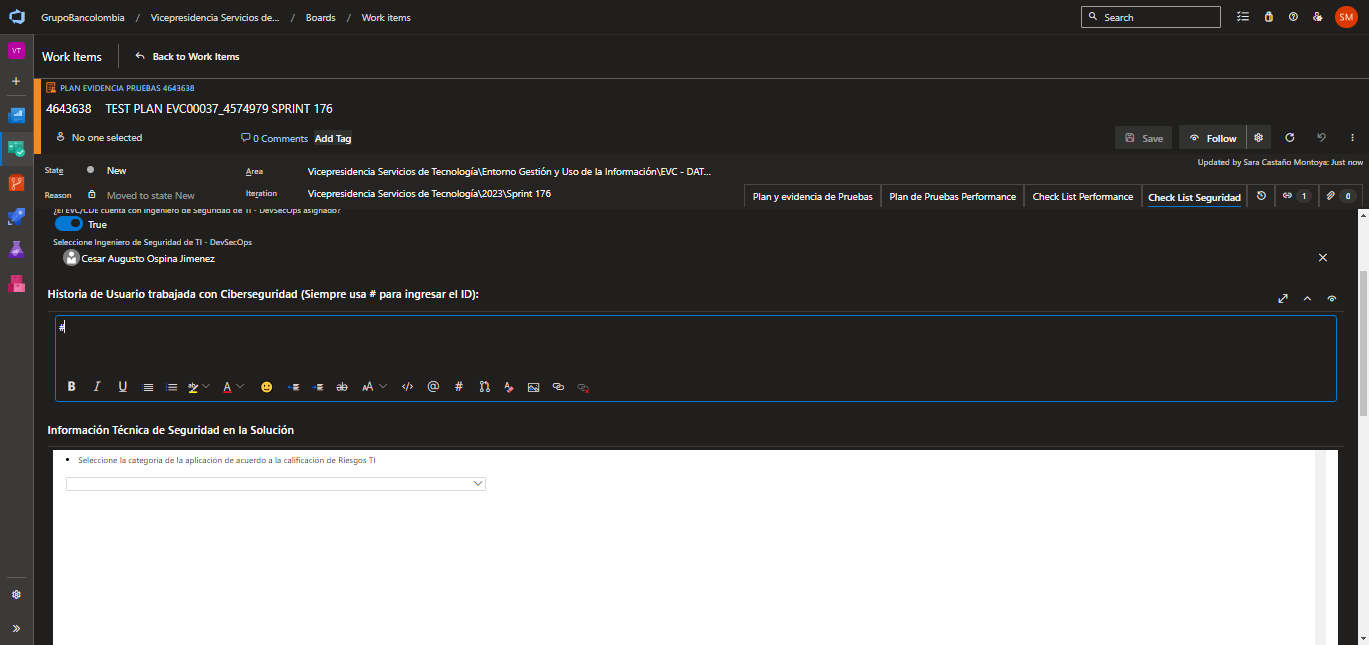 GrupoBancolombia / Vicepresidencia Servicios de... / Boards / Work items
Search
SM
VT
Work Items
Back to Work Items
PLAN EVIDENCIA PRUEBAS 4643638
4643638 TEST PLAN EVC00037_4574979 SPRINT 176
No one selected
0 Comments
Add Tag
Save
Follow
Updated by Sara Castaño Montoya: Just now
State New
Area Vicepresidencia Servicios de Tecnología\Entorno Gestión y Uso de la Información\EVC - DAT...
Reason Moved to state New
Iteration Vicepresidencia Servicios de Tecnología\2023\Sprint 176
Plan y evidencia de Pruebas
Plan de Pruebas Performance
Check List Performance
Check List Seguridad
1
0
¿El EVC/CDE cuenta con Ingeniero de Seguridad de TI - DevSecOps asignado?
True
Seleccione Ingeniero de Seguridad de TI - DevSecOps
Cesar Augusto Ospina Jimenez
Historia de Usuario trabajada con Ciberseguridad (Siempre usa # para ingresar el ID):
#
B I U ab A ab AA </> @ #
Información Técnica de Seguridad en la Solución
• Seleccione la categoría de la aplicación de acuerdo a la calificación de Riesgos TI